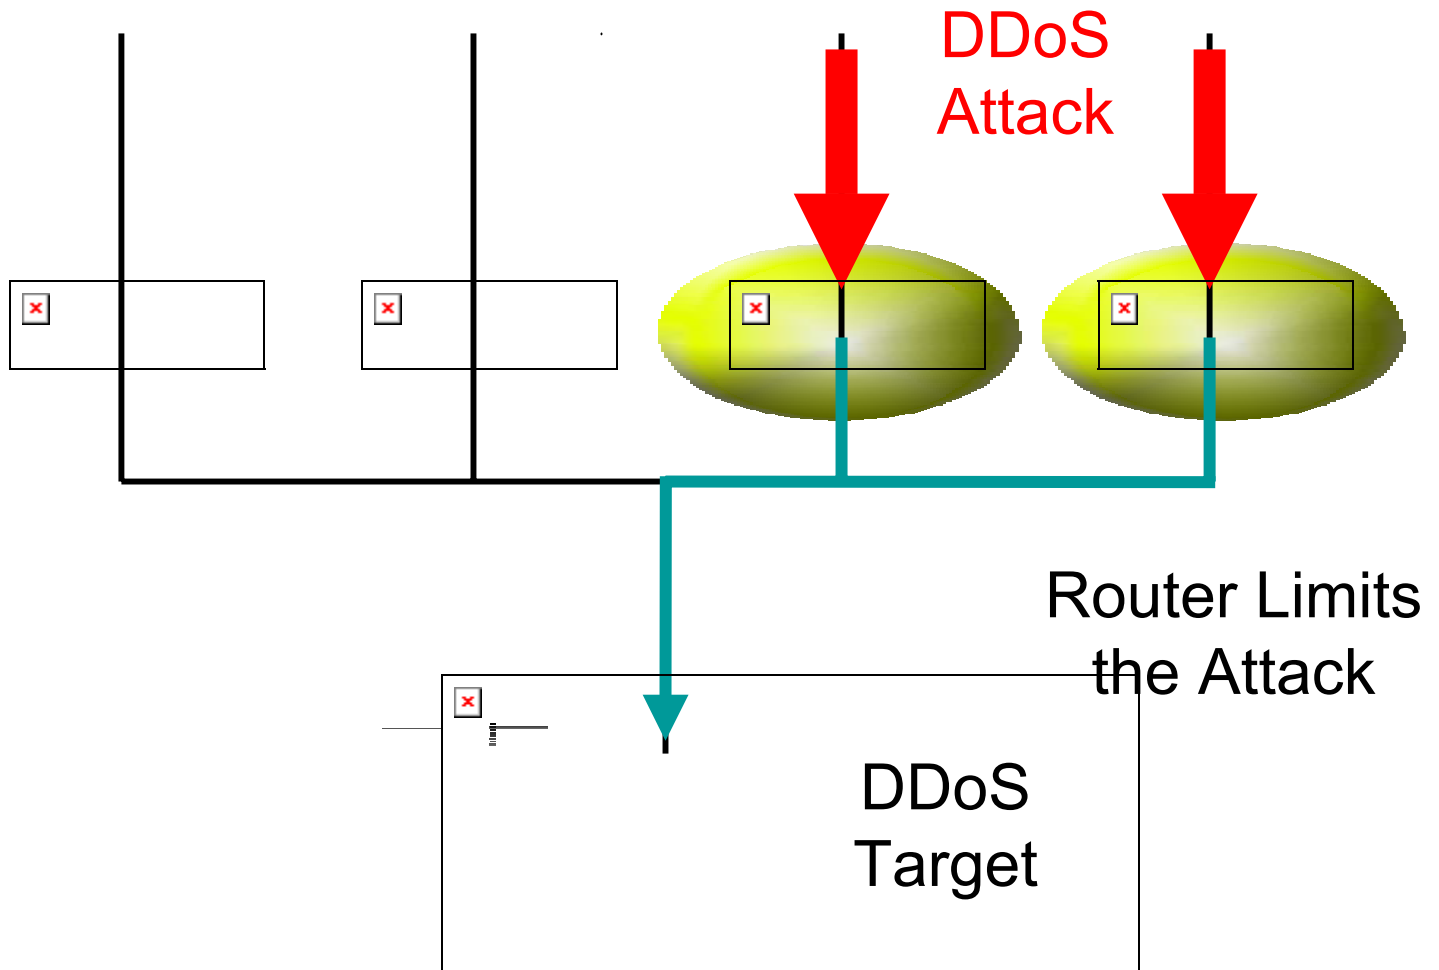 DDoS
Attack
Router Limits
the Attack
DDoS
Target